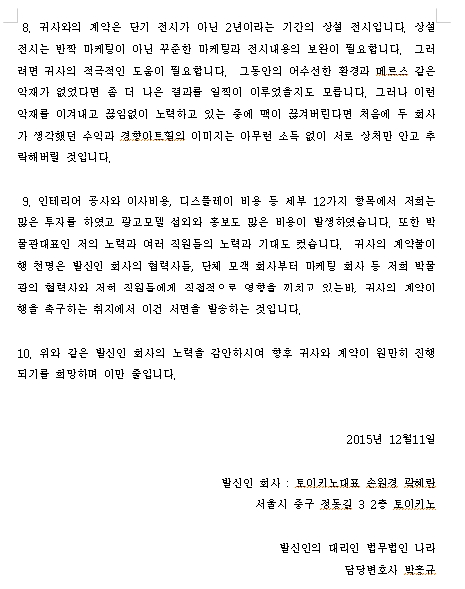 8. 귀사와의 계약은 단기 전시가 아닌 2년이라는 기간의 상설 전시입니다. 상설
전시는 반짝 마케팅이 아닌 꾸준한 마케팅과 전시내용의 보완이 필요합니다. 그러
려면 귀사의 적극적인 도움이 필요합니다. 그동안의 어수선한 환경과 메르스 같은
악재가 없었다면 좀 더 나은 결과를 일찍이 이루었을지도 모릅니다. 그러나 이런
악재를 이겨내고 끊임없이 노력하고 있는 중에 맥이 끊겨버린다면 처음에 두 회사
가 생각했던 수익과 경향아트힐의 이미지는 아무런 소득 없이 서로 상처만 안고 추
락해버릴 것입니다.
9. 인테리어 공사와 이사비용, 디스플레이 비용 등 세부 12가지 항목에서 저희는
많은 투자를 하였고 광고모델 섭외와 홍보도 많은 비용이 발생하였습니다. 또한 박
물관대표인 저의 노력과 여러 직원들의 노력과 기대도 컸습니다. 귀사의 계약불이
행 천명은 발신인 회사의 협력사들, 단체 모객 회사부터 마케팅 회사 등 저희 박물
관의 협력사와 저희 직원들에게 직접적으로 영향을 끼치고 있는바, 귀사의 계약이
행을 촉구하는 취지에서 이건 서면을 발송하는 것입니다.
10. 위와 같은 발신인 회사의 노력을 감안하시여 향후 귀사와 계약이 원만히 진행
되기를 희망하며 이만 줄입니다.
2015년 12월11일
발신인 회사 : 토이키노대표 손원경 곽혜란
서울시 중구 정동길 3 2층 토이키노
발신인의 대리인 법무법인 나라
담당변호사 박홍규